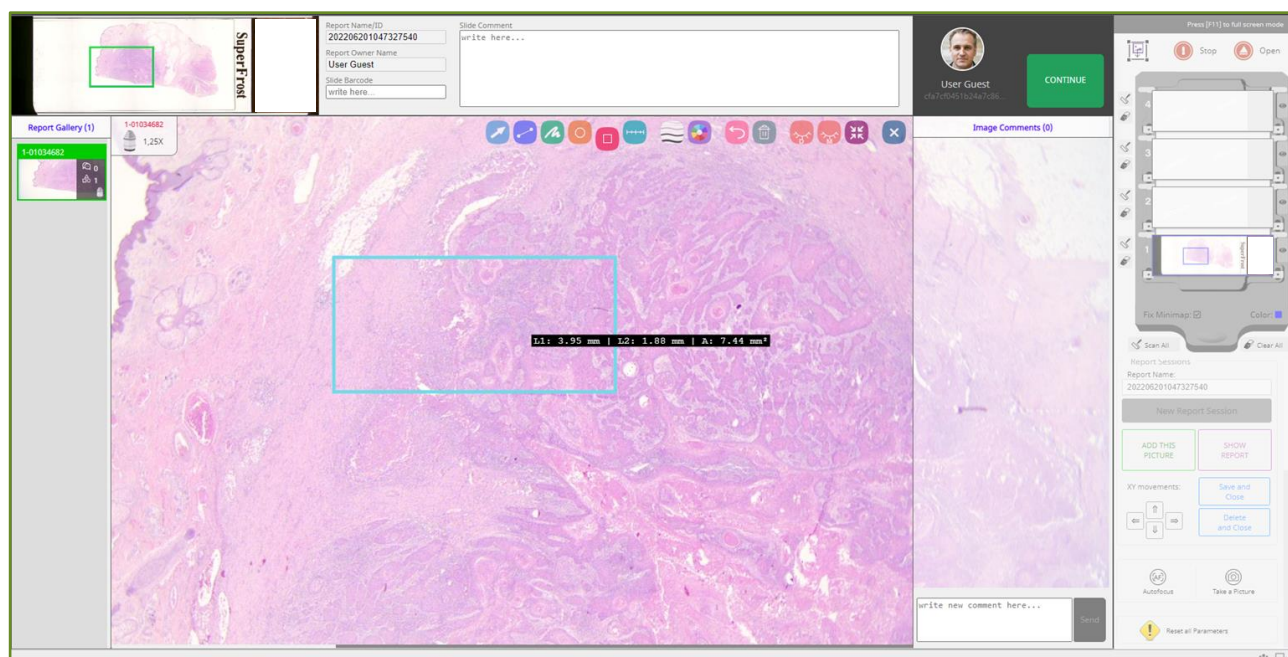 Press [F11] to full screen mode
SuperFrost
Report Name/ID
202206201047327540
Report Owner Name
User Guest
Slide Barcode
write here...
Slide Comment
write here...
User Guest
CONTINUE
Stop
Open
Report Gallery (1)
1-01034682
1,25X
Image Comments (0)
1-01034682
0
1
4
3
2
1
SuperFrost
L1: 3.95 mm | L2: 1.88 mm | A: 7.44 mm²
Fix Minimap:
Color:
Scan All
Clear All
Report Sessions
Report Name:
202206201047327540
New Report Session
ADD THIS
PICTURE
SHOW
REPORT
XY movements:
Save and
Close
Delete
and Close
AF
Autofocus
Take a Picture
write new comment here...
Send
Reset all Parameters